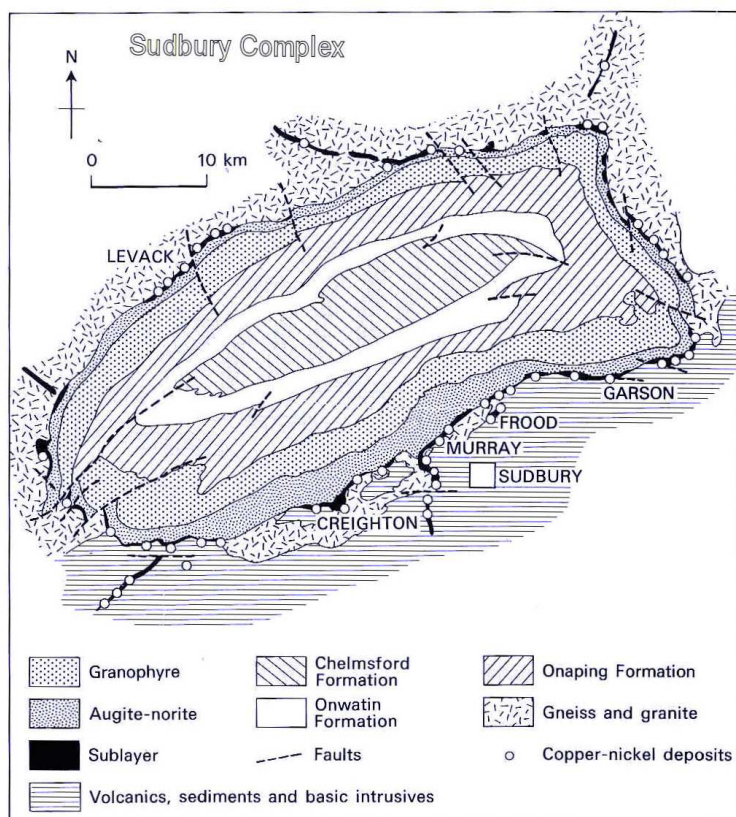 Sudbury Complex
N
0 10 km
LEVACK
GARSON
FROOD
MURRAY
SUDBURY
CREIGHTON
Granophyre
Chelmsford
Formation
Onaping Formation
Augite-norite
Onwatin
Formation
Gneiss and granite
Sublayer
Faults
Copper-nickel deposits
Volcanics, sediments and basic intrusives